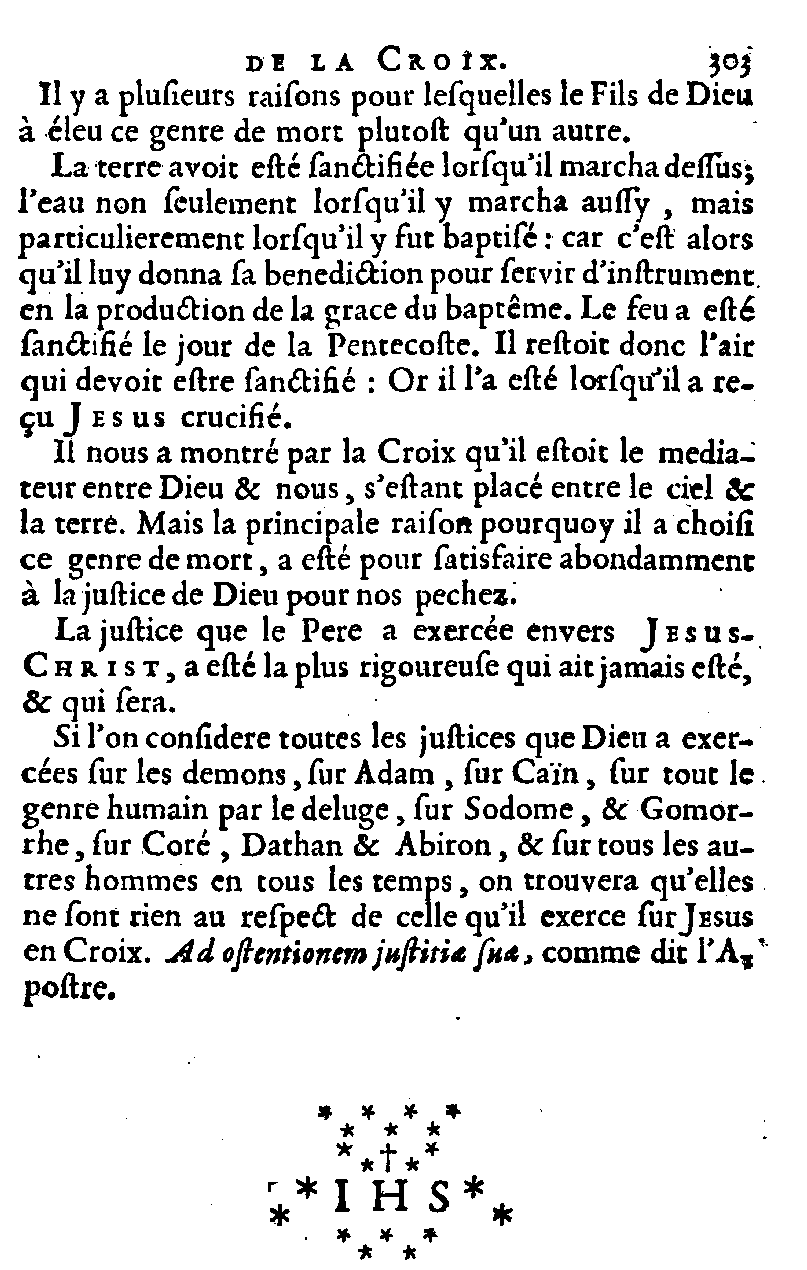 DE LA CROIX. 303
Il y a pluſieurs raiſons pour leſquelles le Fils de Dieu
à éleu ce genre de mort plutoſt qu'un autre.
La terre avoit eſté ſanctifiée lorſqu'il marcha deſſus;
l'eau non ſeulement lorſqu'il y marcha auſſy , mais
particulierement lorſqu'il y fut baptiſé : car c'eſt alors
qu'il luy donna ſa benediction pour ſervir d'inſtrument
en la production de la grace du baptême. Le feu a eſté
ſanctifié le jour de la Pentecoſte. Il reſtoit donc l'air
qui devoit eſtre ſanctifié : Or il l'a eſté lorſqu'il a re-
çu JESUS crucifié.
Il nous a montré par la Croix qu'il eſtoit le media-
teur entre Dieu & nous, s'eſtant placé entre le ciel &
la terre. Mais la principale raiſon pourquoy il a choiſi
ce genre de mort, a eſté pour ſatisfaire abondamment
à la juſtice de Dieu pour nos pechez.
La juſtice que le Pere a exercée envers JESUS-
CHRIST, a eſté la plus rigoureuſe qui ait jamais eſté,
& qui ſera.
Si l'on conſidere toutes les juſtices que Dieu a exer-
cées ſur les demons, ſur Adam , ſur Caïn, ſur tout le
genre humain par le deluge, ſur Sodome, & Gomor-
rhe, ſur Coré , Dathan & Abiron, & ſur tous les au-
tres hommes en tous les temps, on trouvera qu'elles
ne ſont rien au reſpect de celle qu'il exerce ſur JESUS
en Croix. Ad oſtentionem juſtitiæ ſuæ, comme dit l'A-
poſtre.
* * * *
* * *
* * † * *
* * I H S * *
* * *
* *